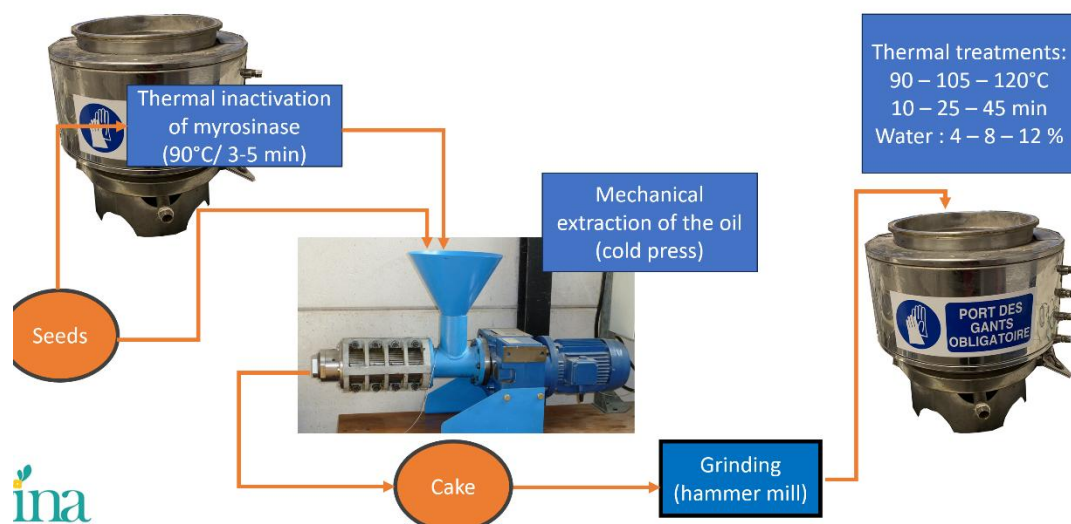 Thermal inactivation
of myrosinase
(90°C/ 3-5 min)
Thermal treatments:
90 – 105 – 120°C
10 – 25 – 45 min
Water : 4 – 8 – 12 %
Mechanical
extraction of the oil
(cold press)
Seeds
PORT DES
GANTS
OBLIGATOIRE
Cake
Grinding
(hammer mill)
ina